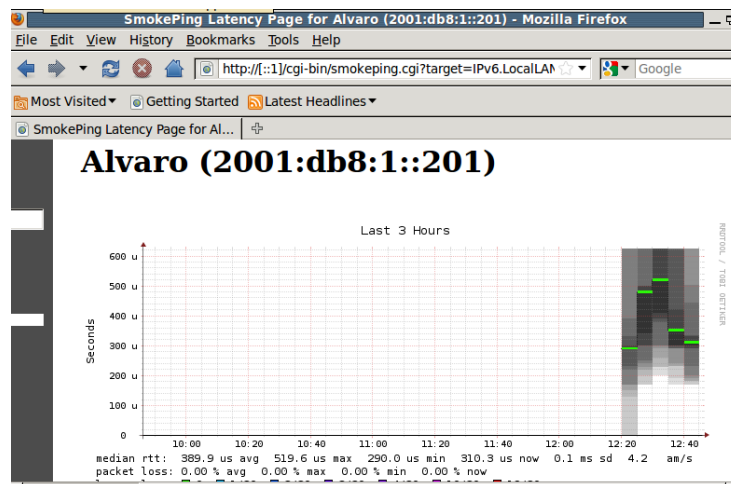 SmokePing Latency Page for Alvaro (2001:db8:1::201) - Mozilla Firefox
File Edit View History Bookmarks Tools Help
http://[::1]/cgi-bin/smokeping.cgi?target=IPv6.LocalLAN Google
Most Visited Getting Started Latest Headlines
SmokePing Latency Page for Al...
Alvaro (2001:db8:1::201)
Last 3 Hours
RRDTOOL / TOBI OETIKER
Seconds
600 u
500 u
400 u
300 u
200 u
100 u
0
10:00 10:20 10:40 11:00 11:20 11:40 12:00 12:20 12:40
median rtt: 389.9 us avg 519.6 us max 290.0 us min 310.3 us now 0.1 ms sd 4.2 am/s
packet loss: 0.00 % avg 0.00 % max 0.00 % min 0.00 % now